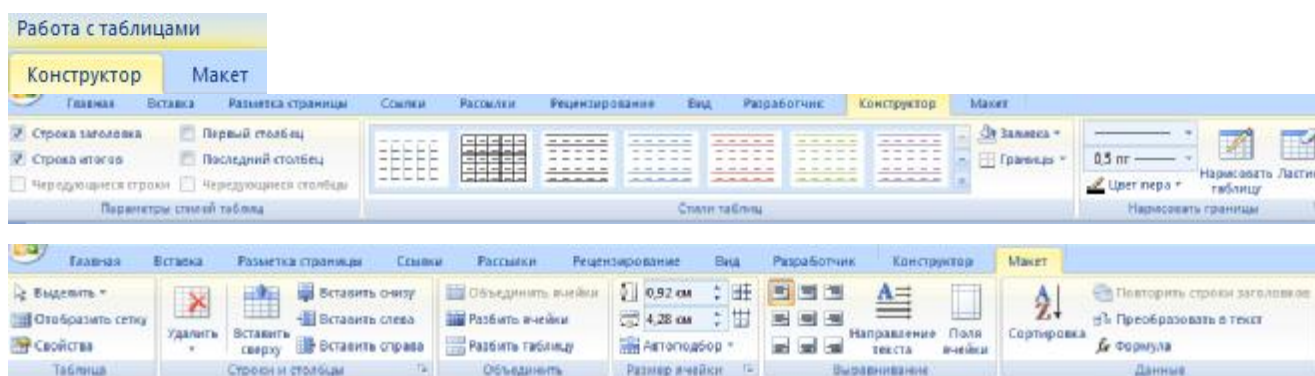 Работа с таблицами
Конструктор Макет
Главная Вставка Разметка страницы Ссылки Рассылки Рецензирование Вид Разработчик Конструктор Макет
Строка заголовка Первый столбец Заливка
Строка итогов Последний столбец Границы 0,5 пт
Чередующиеся строки Чередующиеся столбцы Цвет пера Нарисовать таблицу Ласти
Параметры стилей таблиц Стили таблиц Нарисовать границы
Главная Вставка Разметка страницы Ссылки Рассылки Рецензирование Вид Разработчик Конструктор Макет
Выделить Вставить снизу Объединить ячейки 0,92 см Повторить строки заголовков
Отобразить сетку Удалить Вставить сверху Вставить слева Разбить ячейки 4,28 см Направление текста Поля ячейки Сортировка Преобразовать в текст
Свойства Вставить справа Разбить таблицу Автоподбор Формула
Таблица Строки и столбцы Объединить Размер ячейки Выравнивание Данные